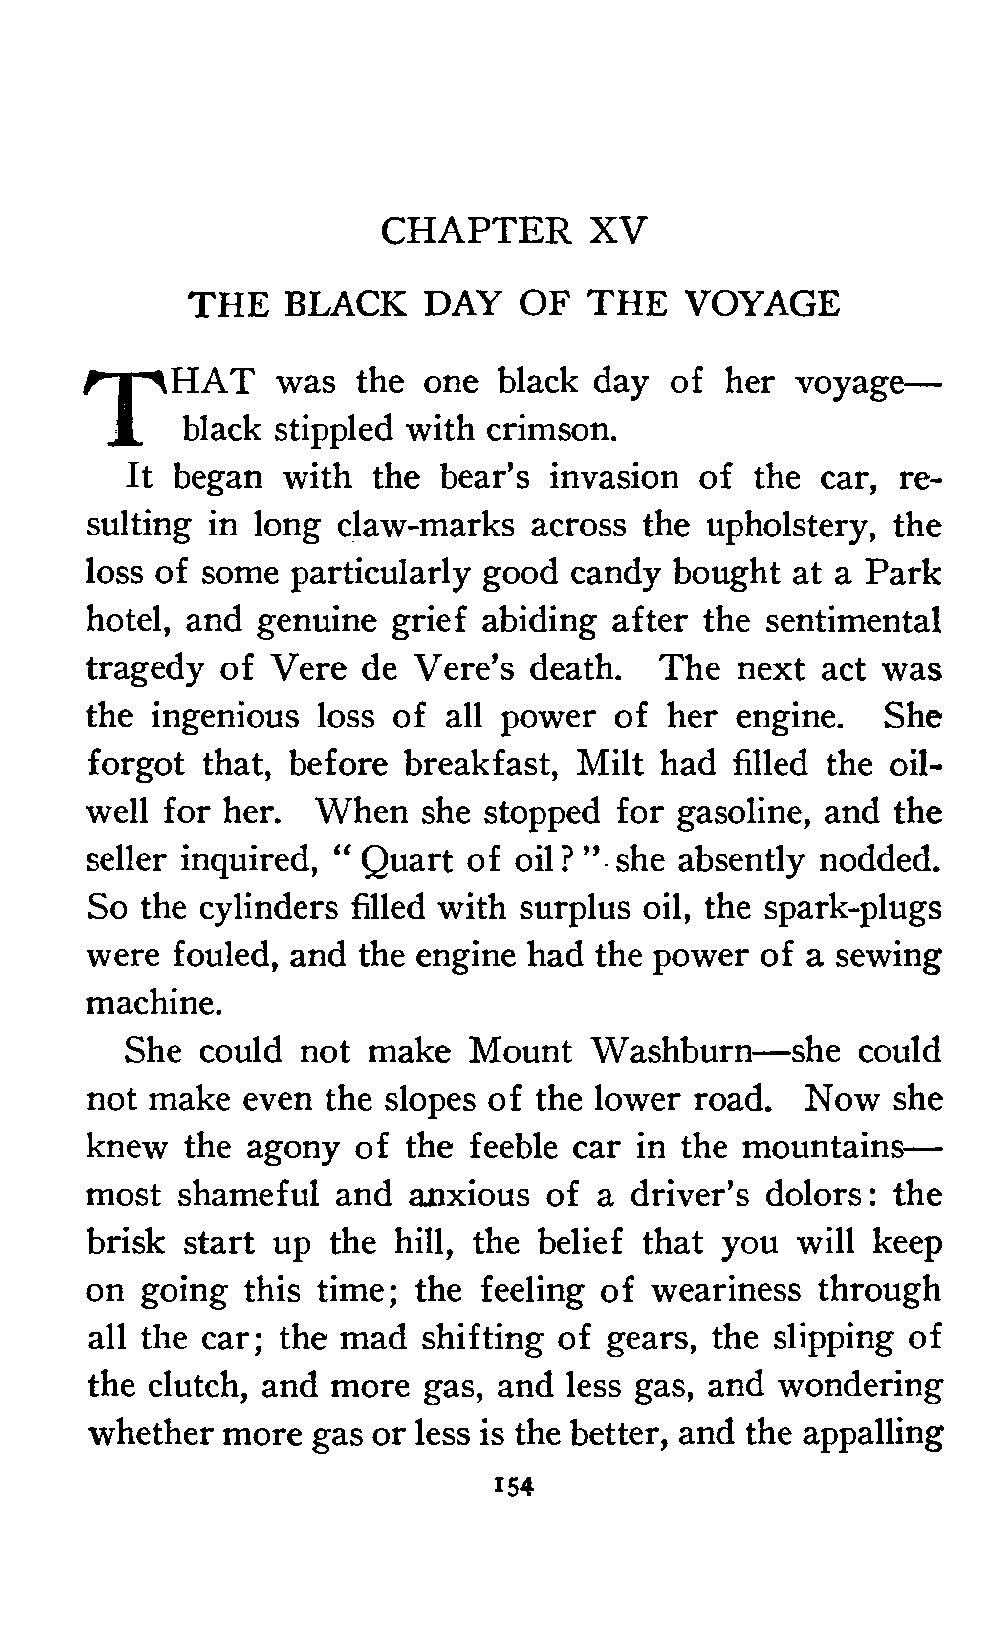 CHAPTER XV
THE BLACK DAY OF THE VOYAGE
THAT was the one black day of her voyage—
black stippled with crimson.
It began with the bear's invasion of the car, re-
sulting in long claw-marks across the upholstery, the
loss of some particularly good candy bought at a Park
hotel, and genuine grief abiding after the sentimental
tragedy of Vere de Vere's death. The next act was
the ingenious loss of all power of her engine. She
forgot that, before breakfast, Milt had filled the oil-
well for her. When she stopped for gasoline, and the
seller inquired, “ Quart of oil? ” she absently nodded.
So the cylinders filled with surplus oil, the spark-plugs
were fouled, and the engine had the power of a sewing
machine.
She could not make Mount Washburn—she could
not make even the slopes of the lower road. Now she
knew the agony of the feeble car in the mountains—
most shameful and anxious of a driver's dolors: the
brisk start up the hill, the belief that you will keep
on going this time; the feeling of weariness through
all the car; the mad shifting of gears, the slipping of
the clutch, and more gas, and less gas, and wondering
whether more gas or less is the better, and the appalling
154